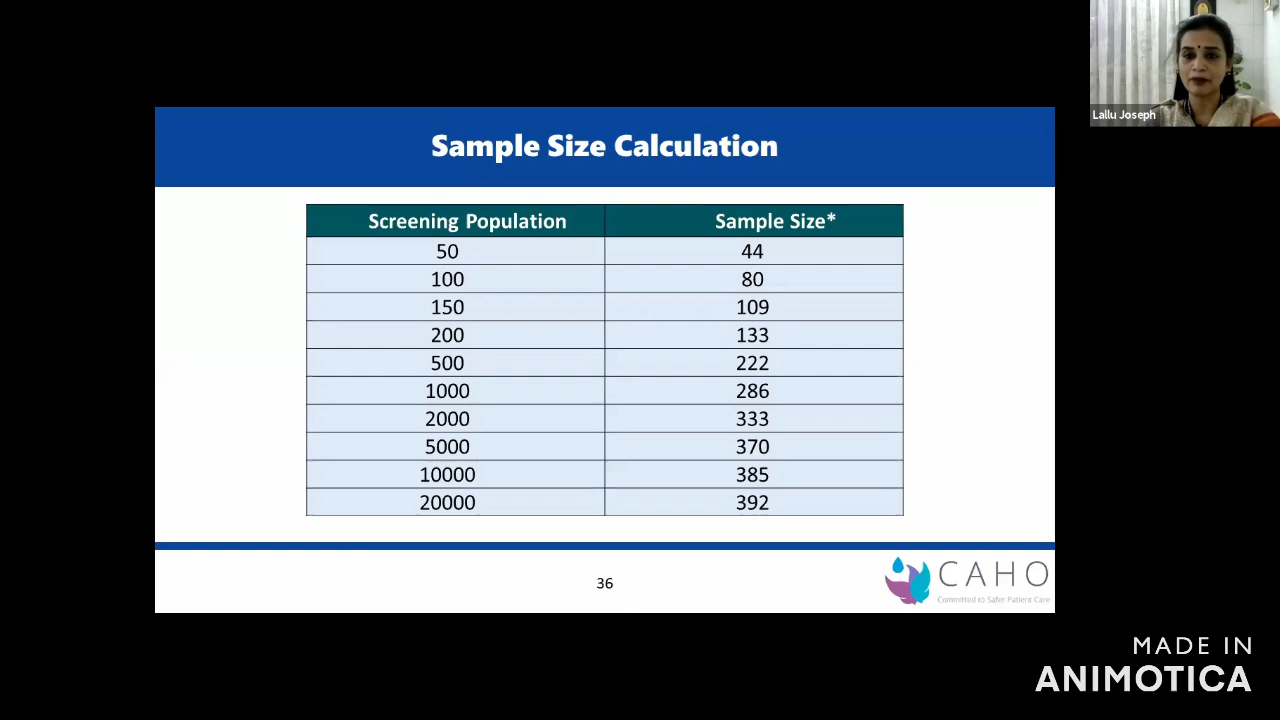 Lallu Joseph
Sample Size Calculation
Screening Population Sample Size*
50 44
100 80
150 109
200 133
500 222
1000 286
2000 333
5000 370
10000 385
20000 392
36
CAHO
Committed to Safer Patient Care
MADE IN
ANIMOTICA